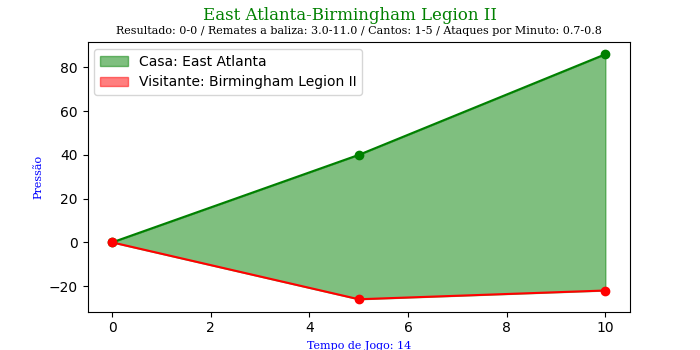 East Atlanta-Birmingham Legion II
Resultado: 0-0 / Remates a baliza: 3.0-11.0 / Cantos: 1-5 / Ataques por Minuto: 0.7-0.8
Casa: East Atlanta
Visitante: Birmingham Legion II
Pressão
80
60
40
20
0
−20
0 2 4 6 8 10
Tempo de Jogo: 14